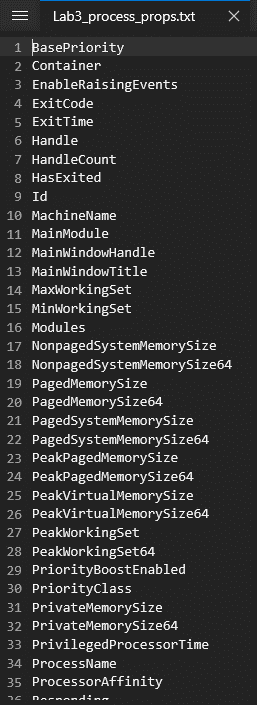 Lab3_process_props.txt
1 BasePriority
2 Container
3 EnableRaisingEvents
4 ExitCode
5 ExitTime
6 Handle
7 HandleCount
8 HasExited
9 Id
10 MachineName
11 MainModule
12 MainWindowHandle
13 MainWindowTitle
14 MaxWorkingSet
15 MinWorkingSet
16 Modules
17 NonpagedSystemMemorySize
18 NonpagedSystemMemorySize64
19 PagedMemorySize
20 PagedMemorySize64
21 PagedSystemMemorySize
22 PagedSystemMemorySize64
23 PeakPagedMemorySize
24 PeakPagedMemorySize64
25 PeakVirtualMemorySize
26 PeakVirtualMemorySize64
27 PeakWorkingSet
28 PeakWorkingSet64
29 PriorityBoostEnabled
30 PriorityClass
31 PrivateMemorySize
32 PrivateMemorySize64
33 PrivilegedProcessorTime
34 ProcessName
35 ProcessorAffinity
36 Responding